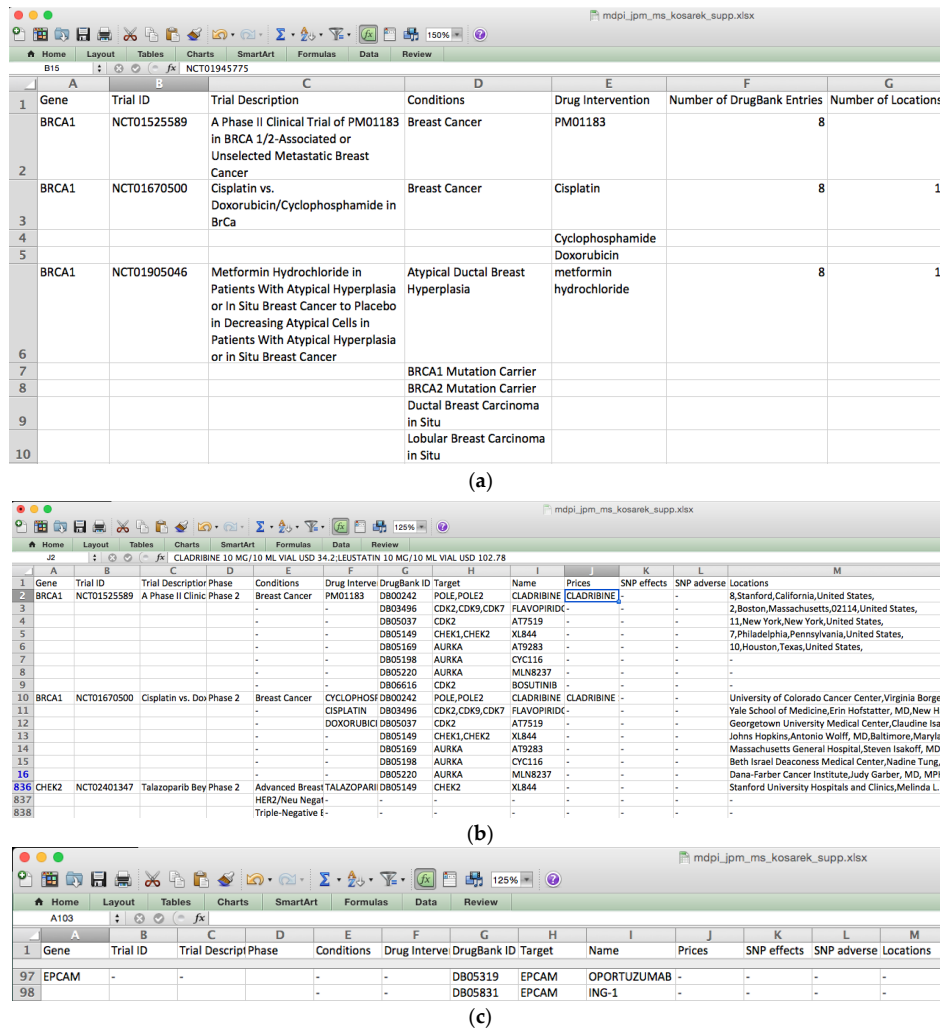 mdpi_jpm_ms_kosarek_supp.xlsx
150%
Home Layout Tables Charts SmartArt Formulas Data Review
B15 fx NCT01945775
A B C D E F G
1 Gene Trial ID Trial Description Conditions Drug Intervention Number of DrugBank Entries Number of Locations
BRCA1 NCT01525589 A Phase II Clinical Trial of PM01183 Breast Cancer PM01183 8
in BRCA 1/2-Associated or
Unselected Metastatic Breast
2 Cancer
BRCA1 NCT01670500 Cisplatin vs. Breast Cancer Cisplatin 8 1
Doxorubicin/Cyclophosphamide in
3 BrCa
4 Cyclophosphamide
5 Doxorubicin
BRCA1 NCT01905046 Metformin Hydrochloride in Atypical Ductal Breast metformin 8 1
Patients With Atypical Hyperplasia Hyperplasia hydrochloride
or In Situ Breast Cancer to Placebo
in Decreasing Atypical Cells in
Patients With Atypical Hyperplasia
6 or in Situ Breast Cancer
7 BRCA1 Mutation Carrier
8 BRCA2 Mutation Carrier
Ductal Breast Carcinoma
9 in Situ
Lobular Breast Carcinoma
10 in Situ
(a)
mdpi_jpm_ms_kosarek_supp.xlsx
125%
Home Layout Tables Charts SmartArt Formulas Data Review
J2 fx CLADRIBINE 10 MG/10 ML VIAL USD 34.2;LEUSTATIN 10 MG/10 ML VIAL USD 102.78
A B C D E F G H I J K L M
1 Gene Trial ID Trial Description Phase Conditions Drug Interve DrugBank ID Target Name Prices SNP effects SNP adverse Locations
2 BRCA1 NCT01525589 A Phase II Clinic Phase 2 Breast Cancer PM01183 DB00242 POLE,POLE2 CLADRIBINE CLADRIBINE - - 8,Stanford,California,United States,
3 - - DB03496 CDK2,CDK9,CDK7 FLAVOPIRIDO - - - 2,Boston,Massachusetts,02114,United States,
4 - - DB05037 CDK2 AT7519 - - - 11,New York,New York,United States,
5 - - DB05149 CHEK1,CHEK2 XL844 - - - 7,Philadelphia,Pennsylvania,United States,
6 - - DB05169 AURKA AT9283 - - - 10,Houston,Texas,United States,
7 - - DB05198 AURKA CYC116 - - - -
8 - - DB05220 AURKA MLN8237 - - - -
9 - - DB06616 CDK2 BOSUTINIB - - - -
10 BRCA1 NCT01670500 Cisplatin vs. Dox Phase 2 Breast Cancer CYCLOPHOSP DB00242 POLE,POLE2 CLADRIBINE CLADRIBINE - - University of Colorado Cancer Center,Virginia Borge
11 - CISPLATIN DB03496 CDK2,CDK9,CDK7 FLAVOPIRIDO - - - Yale School of Medicine,Erin Hofstatter, MD,New H
12 - DOXORUBICI DB05037 CDK2 AT7519 - - - Georgetown University Medical Center,Claudine Isa
13 - - DB05149 CHEK1,CHEK2 XL844 - - - Johns Hopkins,Antonio Wolff, MD,Baltimore,Maryla
14 - - DB05169 AURKA AT9283 - - - Massachusetts General Hospital,Steven Isakoff, MD
15 - - DB05198 AURKA CYC116 - - - Beth Israel Deaconess Medical Center,Nadine Tung,
16 - - DB05220 AURKA MLN8237 - - - Dana-Farber Cancer Institute,Judy Garber, MD, MPH
836 CHEK2 NCT02401347 Talazoparib Bey Phase 2 Advanced Breast TALAZOPARI DB05149 CHEK2 XL844 - - - Stanford University Hospitals and Clinics,Melinda L.
837 HER2/Neu Negat - - - - - - - -
838 Triple-Negative E - - - - - - - -
(b)
mdpi_jpm_ms_kosarek_supp.xlsx
125%
Home Layout Tables Charts SmartArt Formulas Data Review
A103 fx
A B C D E F G H I J K L M
1 Gene Trial ID Trial Descript Phase Conditions Drug Interve DrugBank ID Target Name Prices SNP effects SNP adverse Locations
97 EPCAM - - - - DB05319 EPCAM OPORTUZUMAB - - - -
98 - - DB05831 EPCAM ING-1 - - - -
(c)